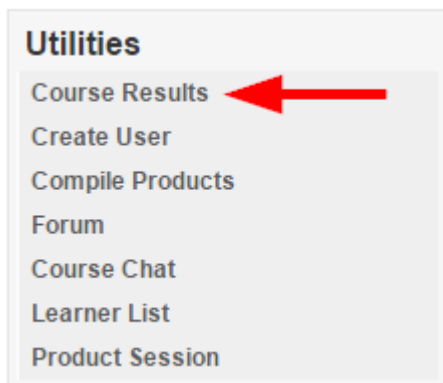 Utilities
Course Results
Create User
Compile Products
Forum
Course Chat
Learner List
Product Session